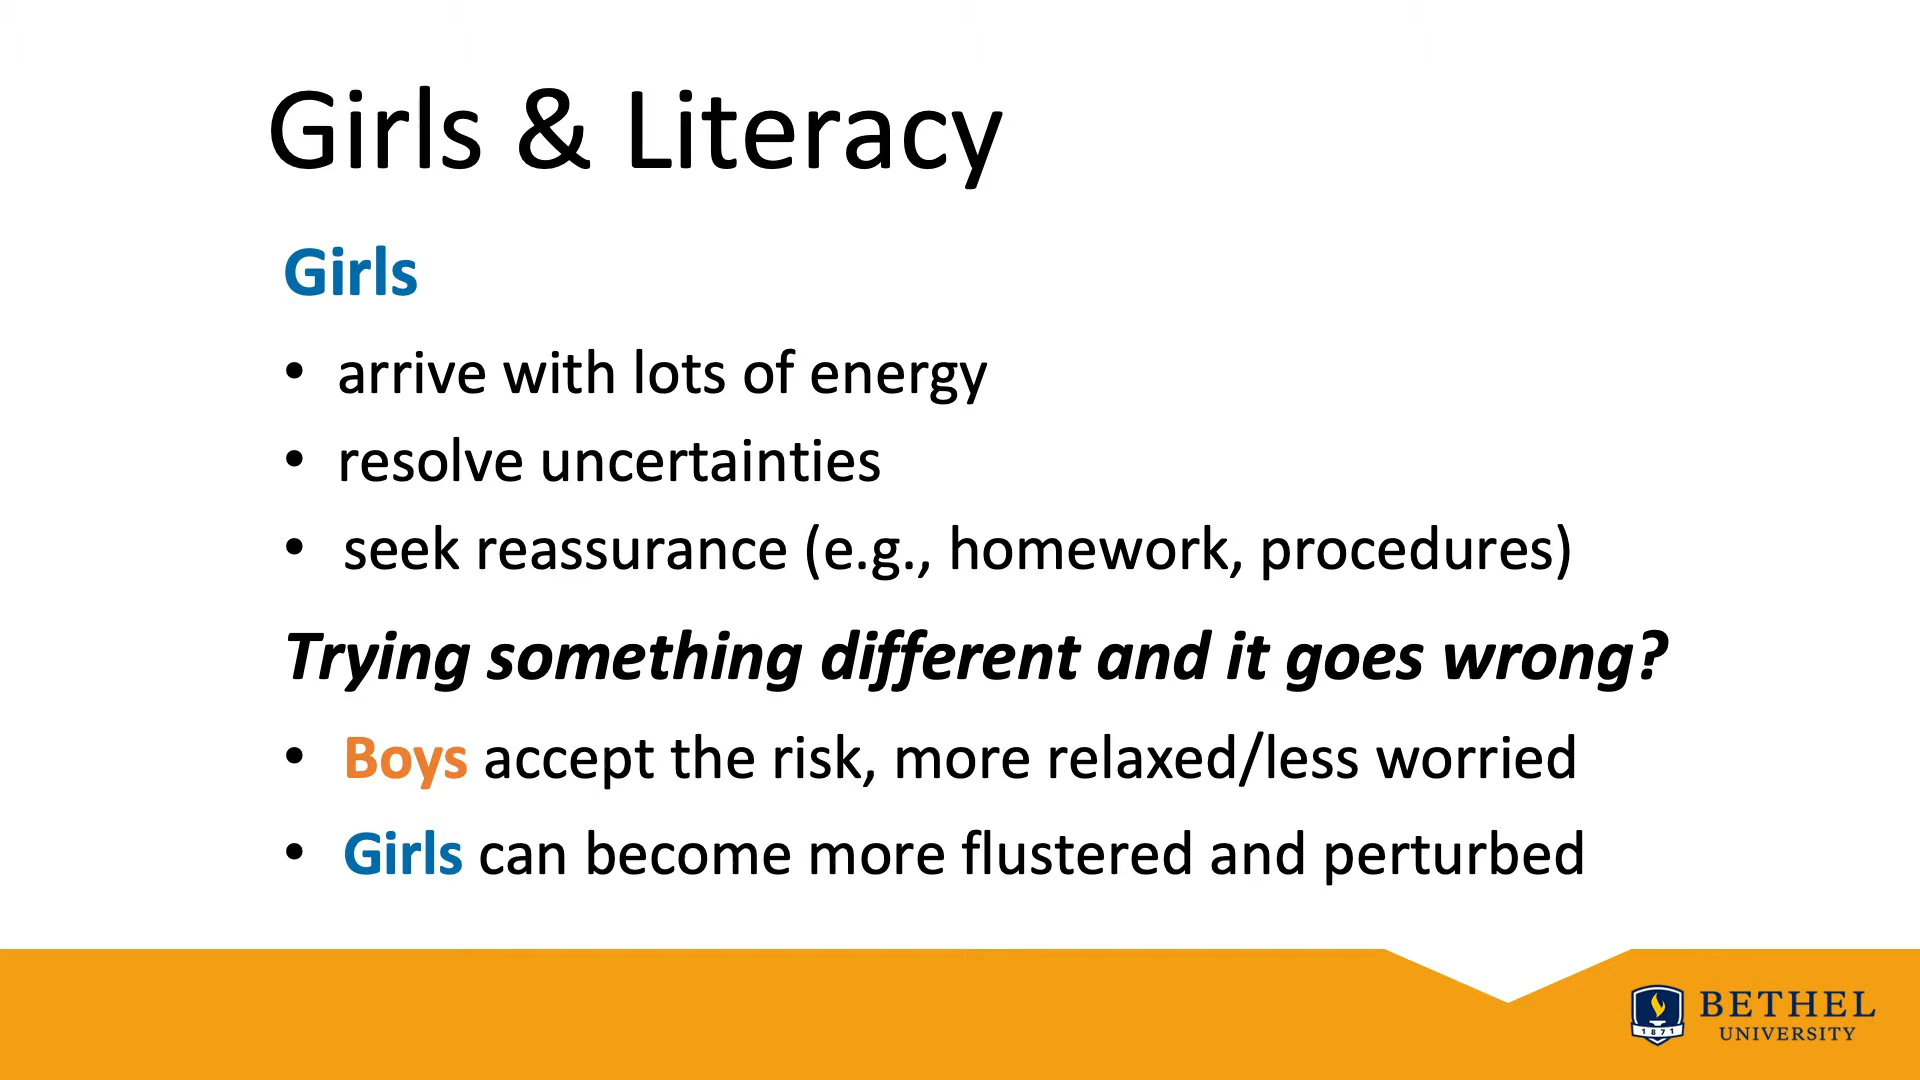 Girls & Literacy
Girls
• arrive with lots of energy
• resolve uncertainties
• seek reassurance (e.g., homework, procedures)
Trying something different and it goes wrong?
• Boys accept the risk, more relaxed/less worried
• Girls can become more flustered and perturbed
1871
BETHEL
UNIVERSITY